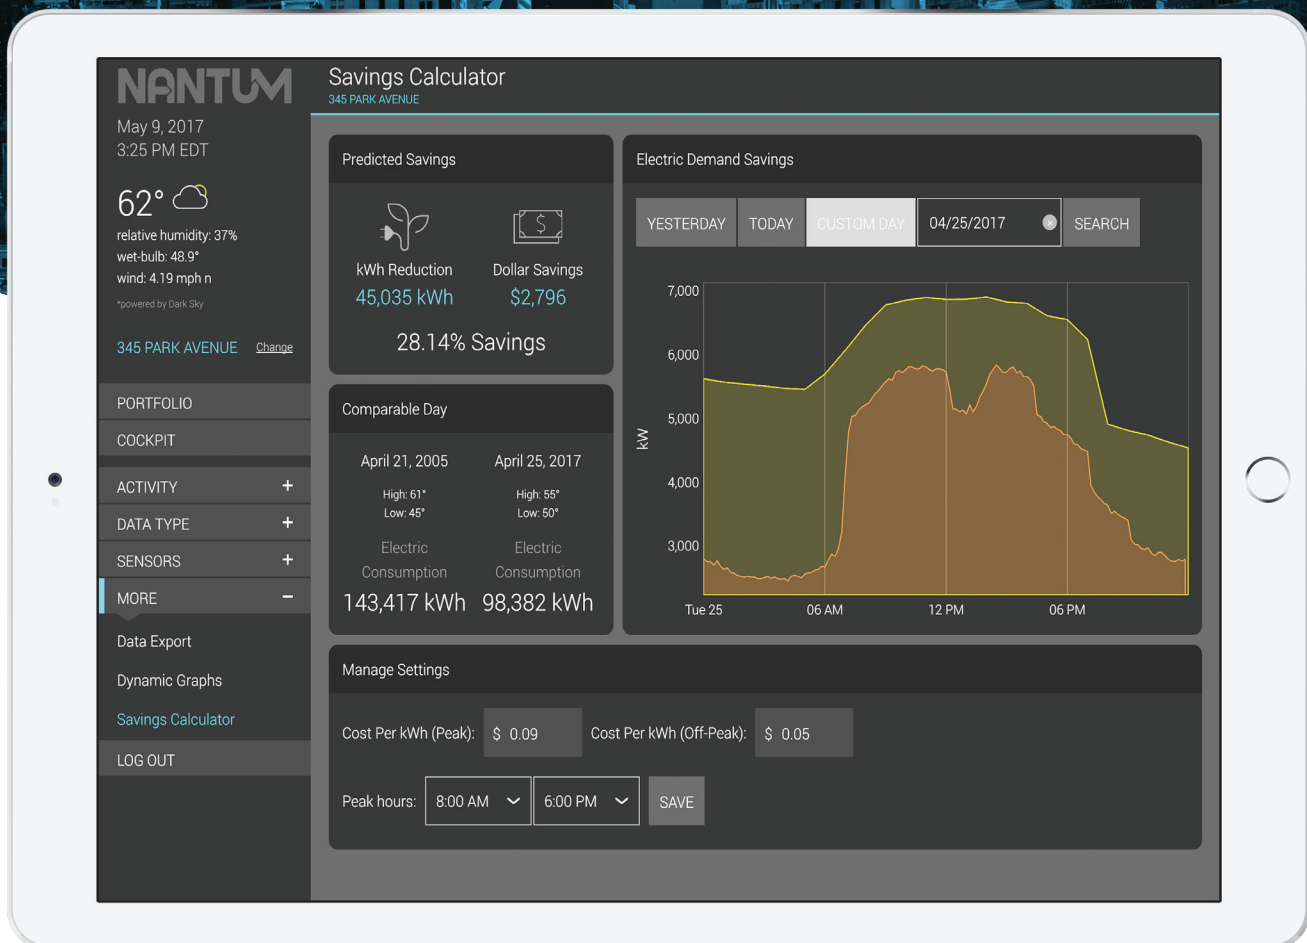 NANTUM
May 9, 2017
3:25 PM EDT
62°
relative humidity: 37%
wet-bulb: 48.9°
wind: 4.19 mph n
*powered by Dark Sky
345 PARK AVENUE Change
PORTFOLIO
COCKPIT
ACTIVITY +
DATA TYPE +
SENSORS +
MORE −
Data Export
Dynamic Graphs
Savings Calculator
LOG OUT
Savings Calculator
345 PARK AVENUE
Predicted Savings
$
kWh Reduction Dollar Savings
45,035 kWh $2,796
28.14% Savings
Comparable Day
April 21, 2005 April 25, 2017
High: 61° High: 55°
Low: 45° Low: 50°
Electric Electric
Consumption Consumption
143,417 kWh 98,382 kWh
Electric Demand Savings
YESTERDAY TODAY CUSTOM DAY 04/25/2017 × SEARCH
7,000
6,000
5,000
kW
4,000
3,000
Tue 25 06 AM 12 PM 06 PM
Manage Settings
Cost Per kWh (Peak): $ 0.09 Cost Per kWh (Off-Peak): $ 0.05
Peak hours: 8:00 AM 6:00 PM SAVE